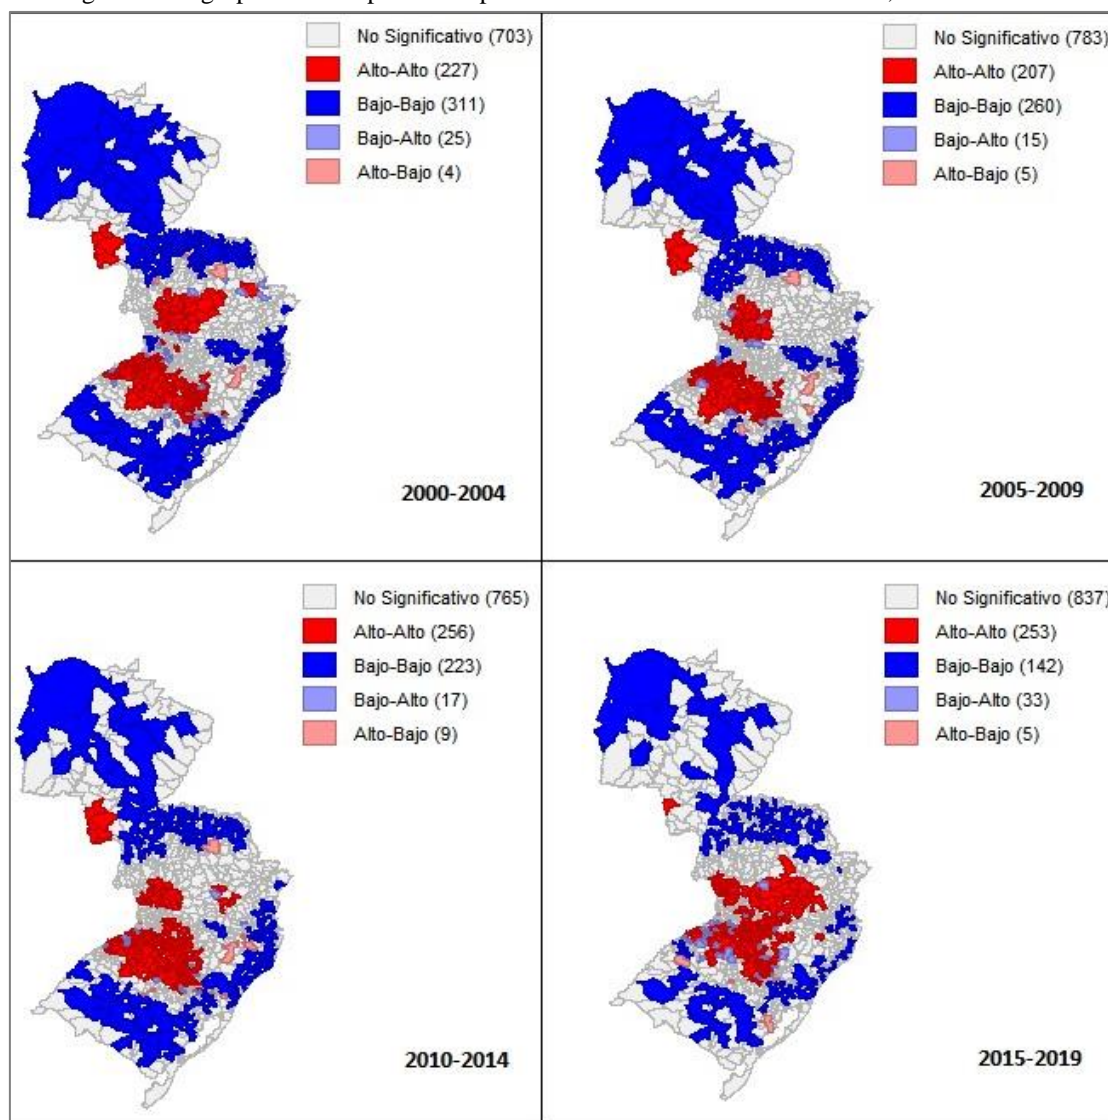 No Significativo (703)
Alto-Alto (227)
Bajo-Bajo (311)
Bajo-Alto (25)
Alto-Bajo (4)
2000-2004
No Significativo (783)
Alto-Alto (207)
Bajo-Bajo (260)
Bajo-Alto (15)
Alto-Bajo (5)
2005-2009
No Significativo (765)
Alto-Alto (256)
Bajo-Bajo (223)
Bajo-Alto (17)
Alto-Bajo (9)
2010-2014
No Significativo (837)
Alto-Alto (253)
Bajo-Bajo (142)
Bajo-Alto (33)
Alto-Bajo (5)
2015-2019